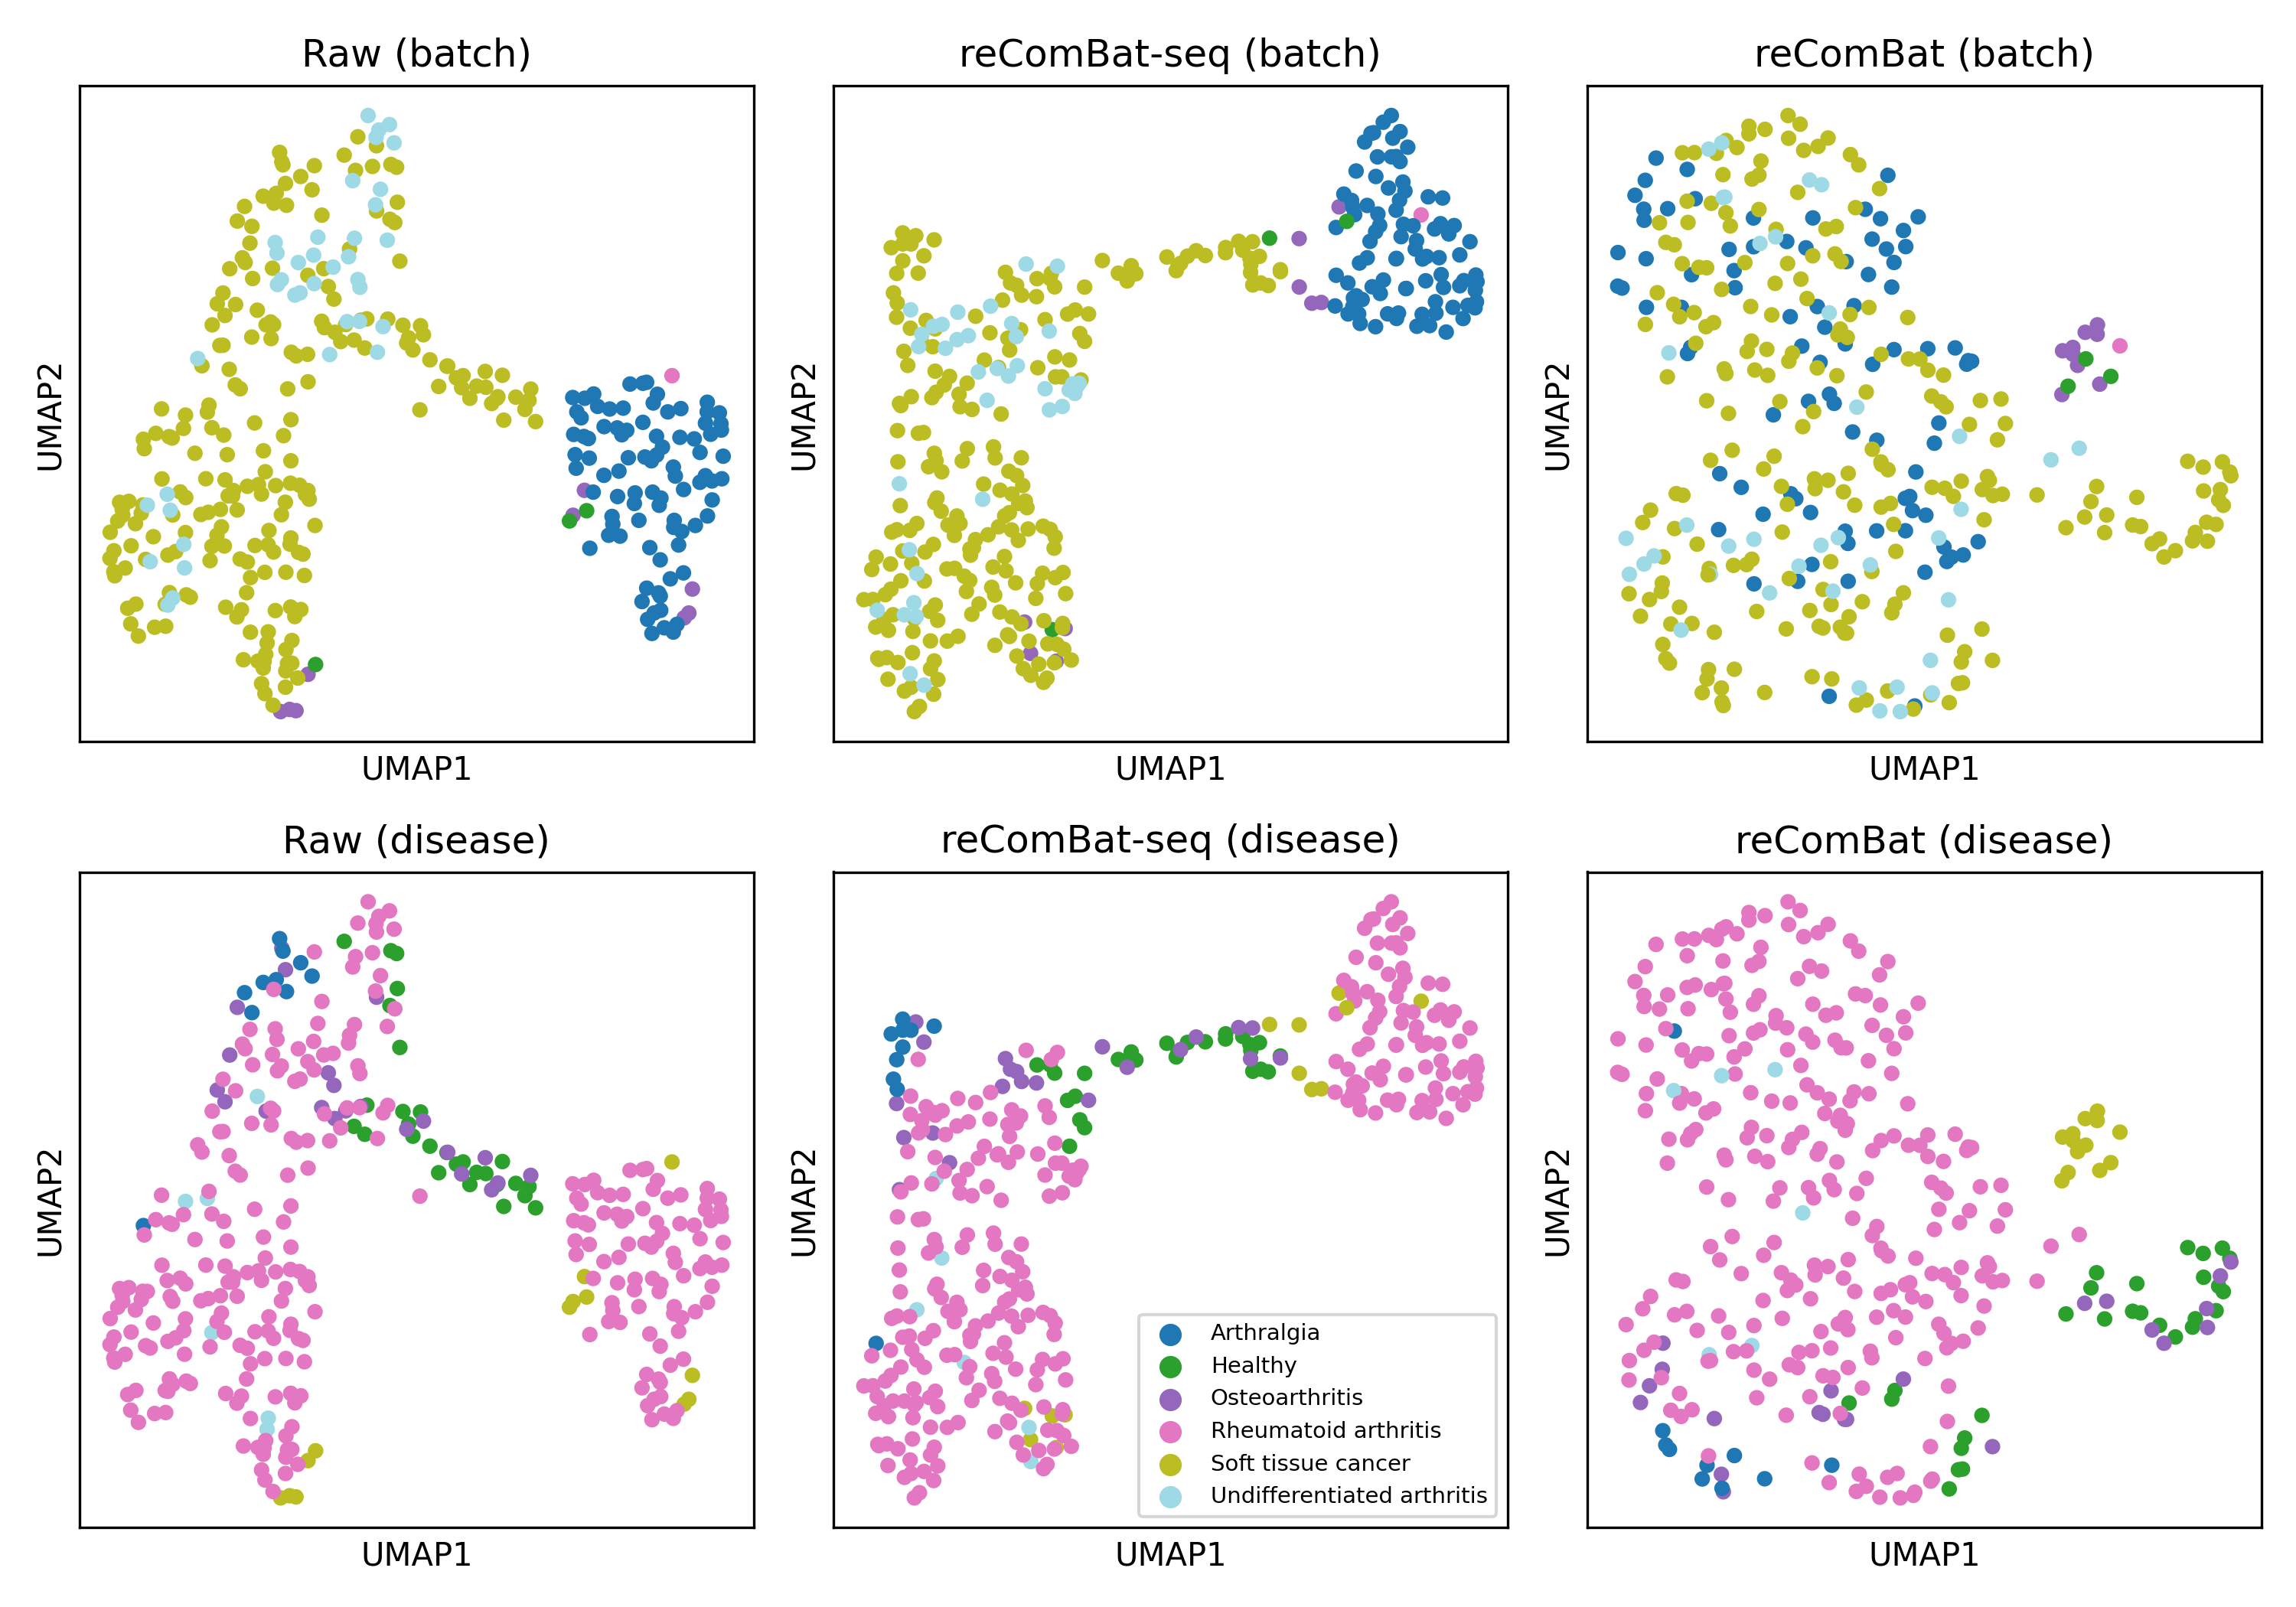 Raw (batch)
reComBat-seq (batch)
reComBat (batch)
UMAP2
UMAP2
UMAP2
UMAP1
UMAP1
UMAP1
Raw (disease)
reComBat-seq (disease)
reComBat (disease)
UMAP2
UMAP2
UMAP2
Arthralgia
Healthy
Osteoarthritis
Rheumatoid arthritis
Soft tissue cancer
Undifferentiated arthritis
UMAP1
UMAP1
UMAP1